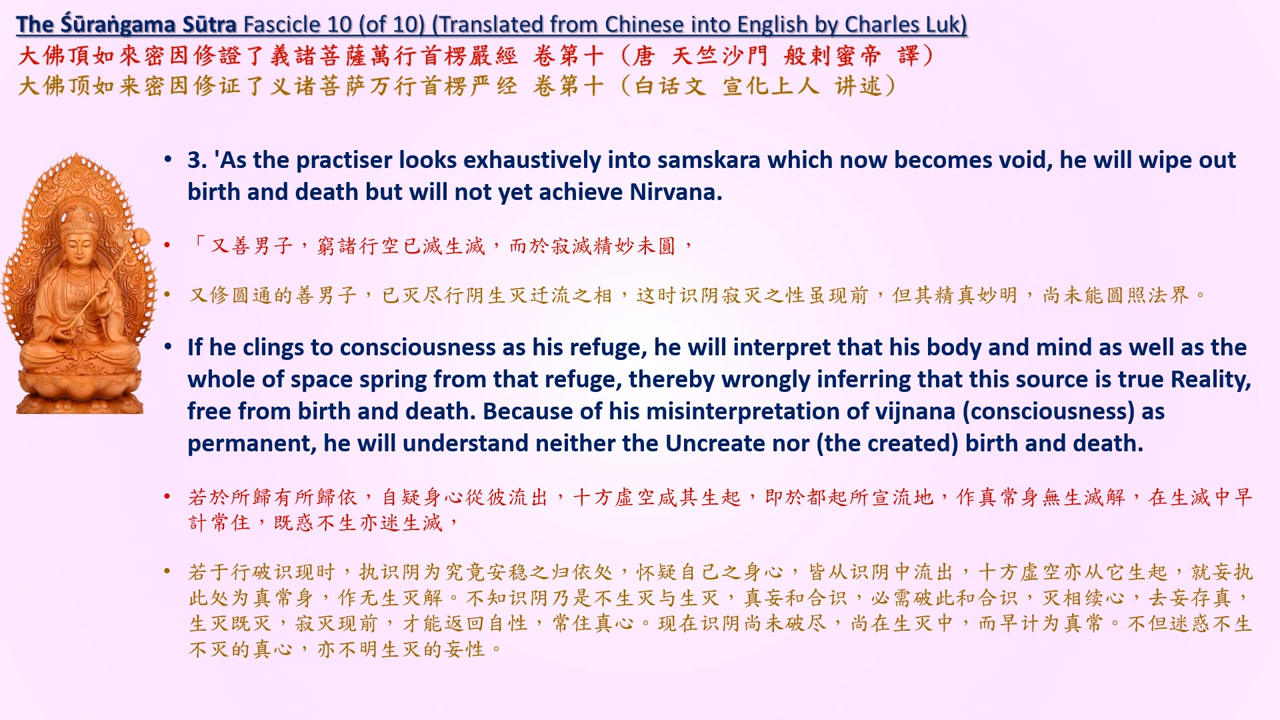 The Śūraṅgama Sūtra Fascicle 10 (of 10) (Translated from Chinese into English by Charles Luk)
大佛頂如來密因修證了義諸菩薩萬行首楞嚴經 卷第十（唐 天竺沙門 般剌蜜帝 譯）
大佛顶如来密因修证了义诸菩萨万行首楞严经 卷第十（白话文 宣化上人 讲述）
• 3. 'As the practiser looks exhaustively into samskara which now becomes void, he will wipe out
birth and death but will not yet achieve Nirvana.
• 「又善男子，窮諸行空已滅生滅，而於寂滅精妙未圓，
• 又修圆通的善男子，已灭尽行阴生灭迁流之相，这时识阴寂灭之性虽现前，但其精真妙明，尚未能圆照法界。
• If he clings to consciousness as his refuge, he will interpret that his body and mind as well as the
whole of space spring from that refuge, thereby wrongly inferring that this source is true Reality,
free from birth and death. Because of his misinterpretation of vijnana (consciousness) as
permanent, he will understand neither the Uncreate nor (the created) birth and death.
• 若於所歸有所歸依，自疑身心從彼流出，十方虛空咸其生起，即於都起所宣流地，作真常身無生滅解，在生滅中早
計常住，既惑不生亦迷生滅，
• 若于行破识现时，执识阴为究竟安稳之归依处，怀疑自己之身心，皆从识阴中流出，十方虚空亦从它生起，就妄执
此处为真常身，作无生灭解。不知识阴乃是不生灭与生灭，真妄和合识，必需破此和合识，灭相续心，去妄存真，
生灭既灭，寂灭现前，才能返回自性，常住真心。现在识阴尚未破尽，尚在生灭中，而早计为真常。不但迷惑不生
不灭的真心，亦不明生灭的妄性。